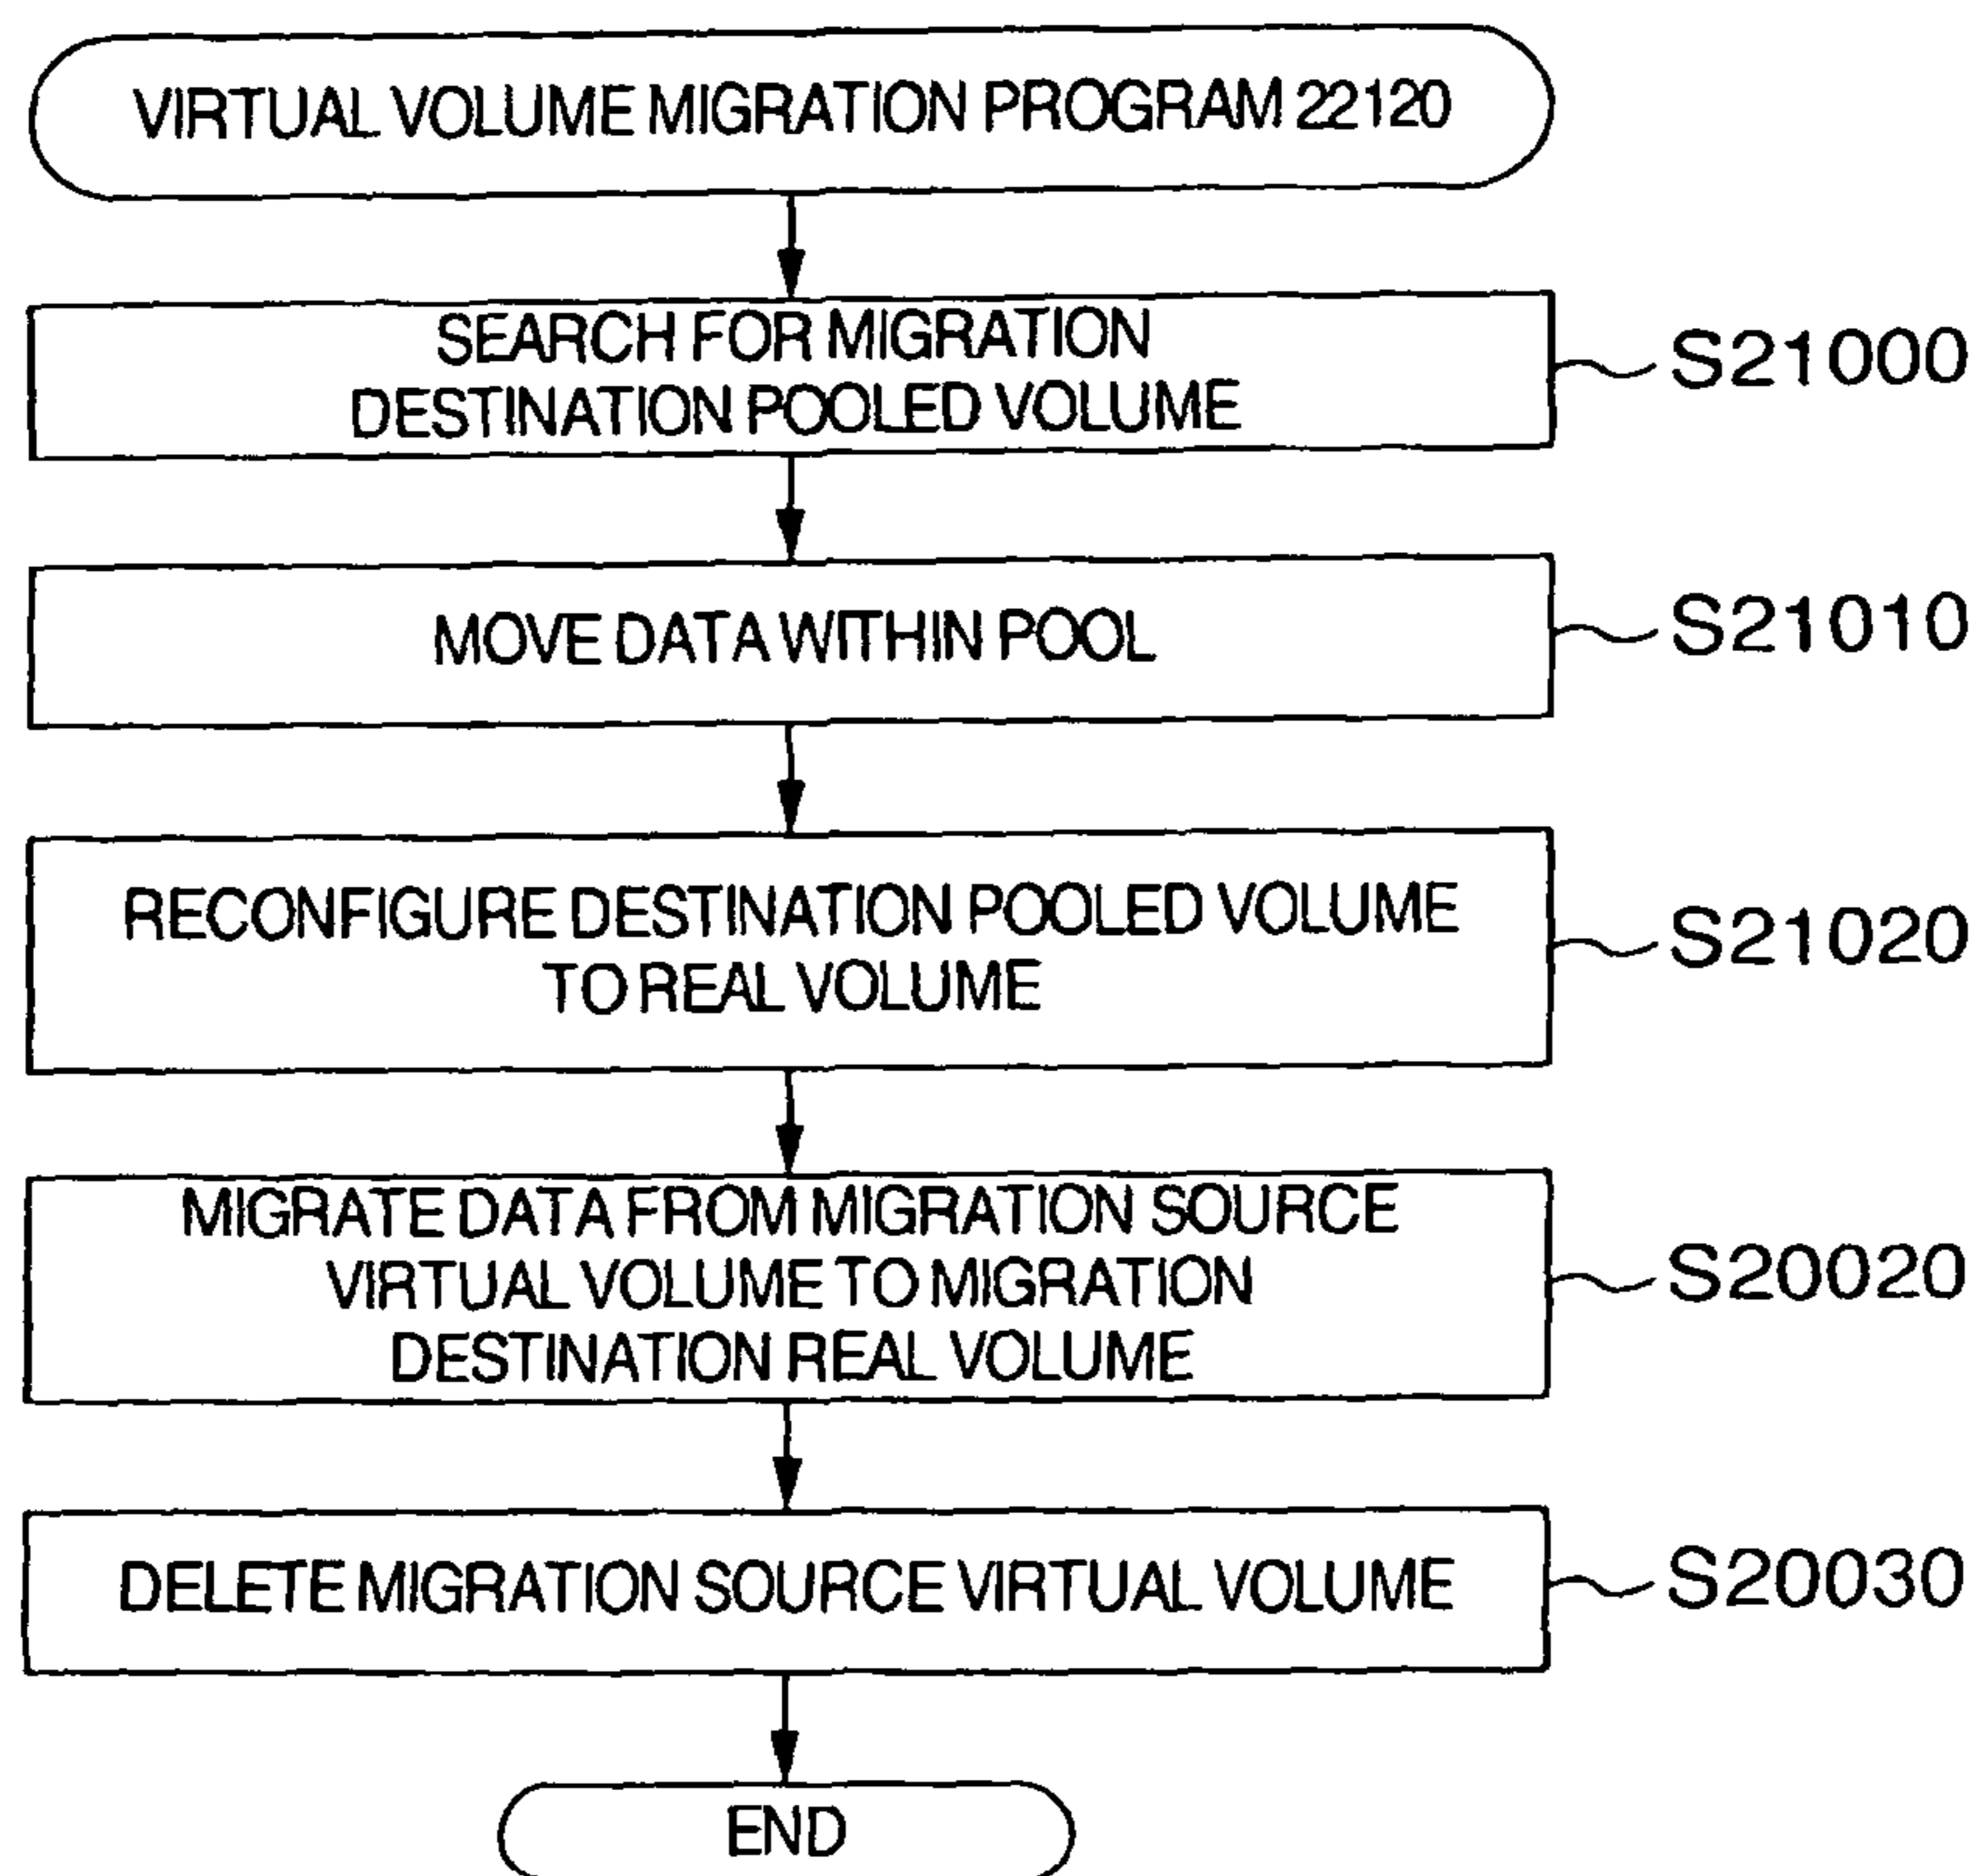 VIRTUAL VOLUME MIGRATION PROGRAM 22120
SEARCH FOR MIGRATION
DESTINATION POOLED VOLUME
S21000
MOVE DATA WITHIN POOL
S21010
RECONFIGURE DESTINATION POOLED VOLUME
TO REAL VOLUME
S21020
MIGRATE DATA FROM MIGRATION SOURCE
VIRTUAL VOLUME TO MIGRATION
DESTINATION REAL VOLUME
S20020
DELETE MIGRATION SOURCE VIRTUAL VOLUME
S20030
END